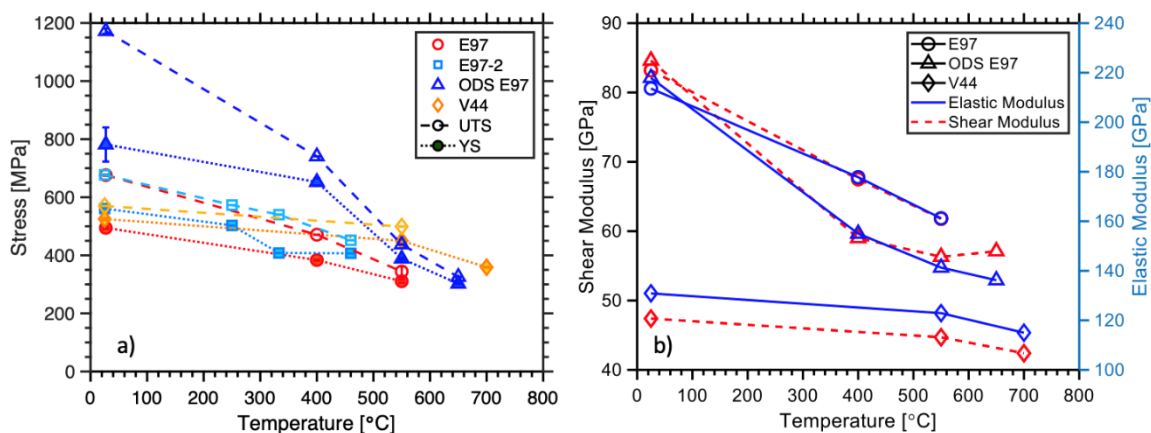 1200
1000
800
600
400
200
0
Stress [MPa]
0 100 200 300 400 500 600 700 800
Temperature [°C]
a)
E97
E97-2
ODS E97
V44
UTS
YS
90
80
70
60
50
40
Shear Modulus [GPa]
0 100 200 300 400 500 600 700 800
Temperature [°C]
b)
E97
ODS E97
V44
Elastic Modulus
Shear Modulus
240
220
200
180
160
140
120
100
Elastic Modulus [GPa]